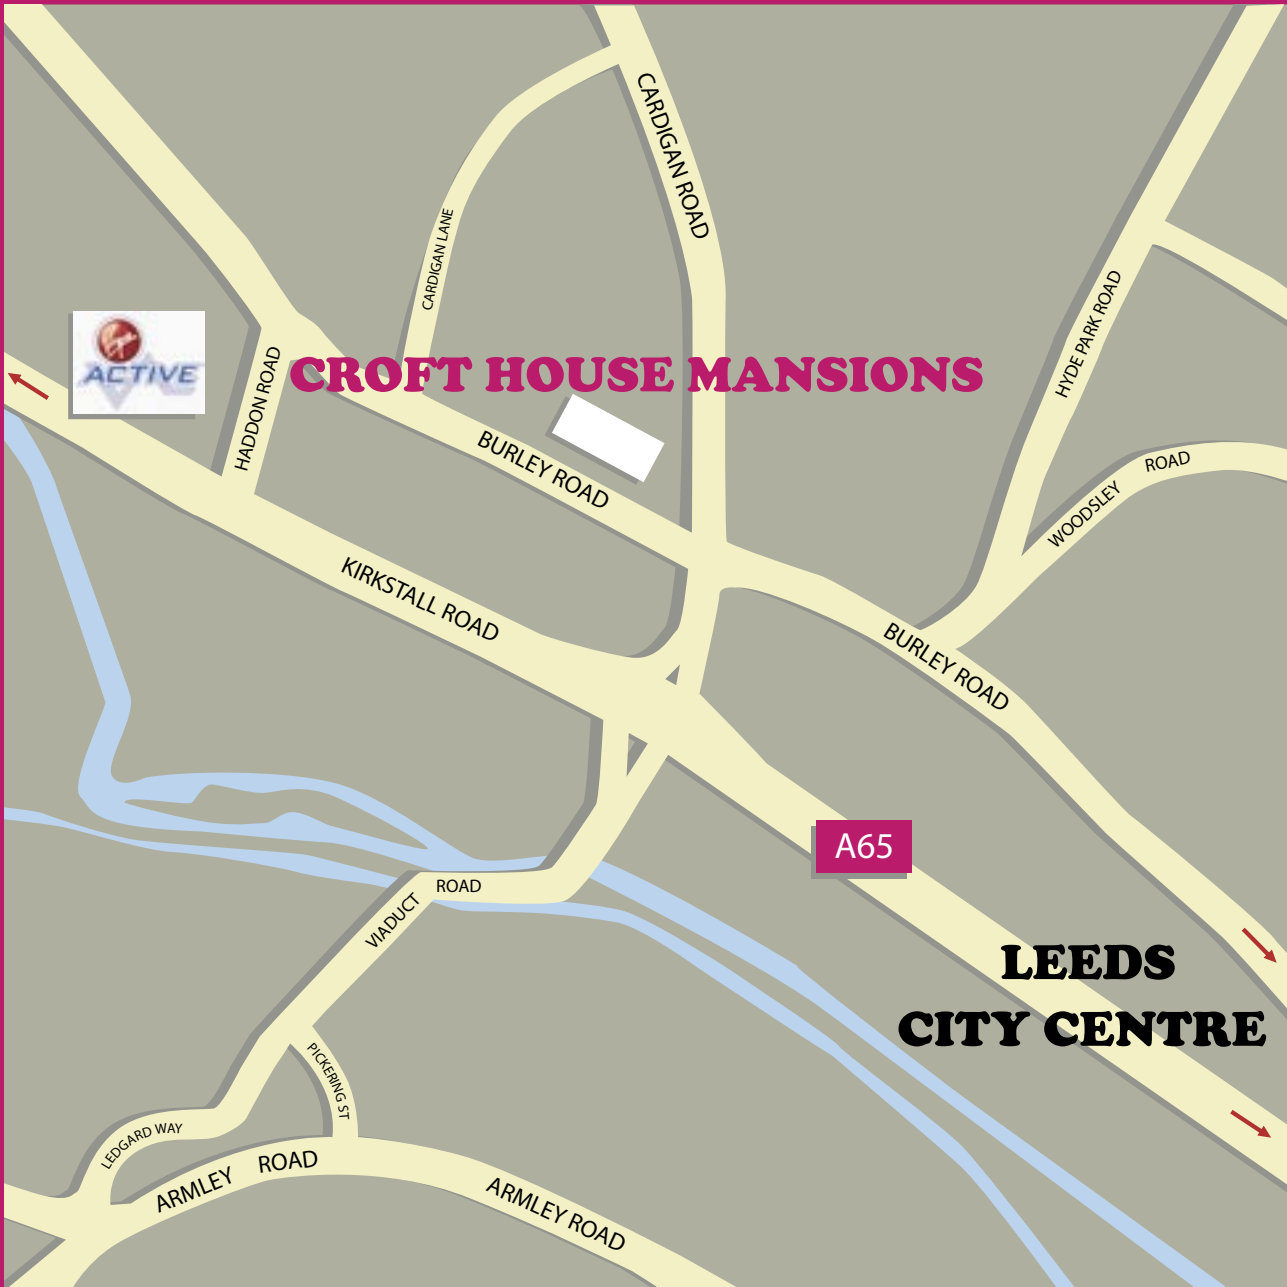 CARDIGAN ROAD
CARDIGAN LANE
HYDE PARK ROAD
ACTIVE
HADDON ROAD
CROFT HOUSE MANSIONS
BURLEY ROAD
WOODSLEY ROAD
KIRKSTALL ROAD
BURLEY ROAD
A65
VIADUCT ROAD
LEEDS
CITY CENTRE
PICKERING ST
LEDGARD WAY
ARMLEY ROAD
ARMLEY ROAD